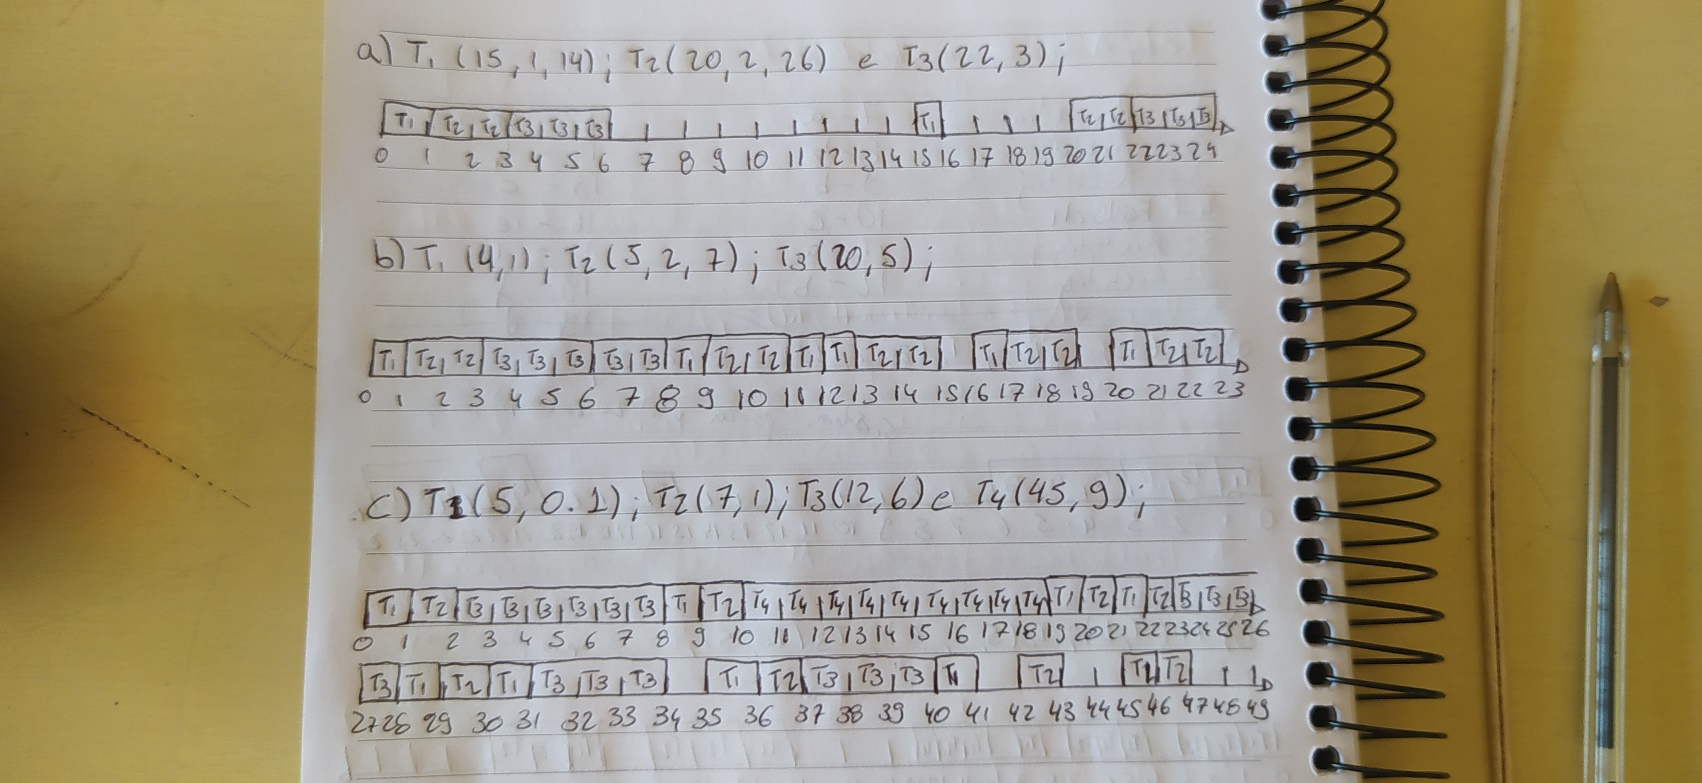 a) T1 (15, 1, 14); T2(20, 2, 26) e T3(22, 3);
T1 T2 T2 T3 T3 T3 T1 T2 T2 T3 T3 T3
0 1 2 3 4 5 6 7 8 9 10 11 12 13 14 15 16 17 18 19 20 21 22 23 24
b) T1 (4,1); T2(5, 2, 7); T3(20, 5);
T1 T2 T2 T3 T3 T3 T3 T3 T1 T2 T2 T1 T1 T2 T2 T1 T2 T2 T1 T2 T2
0 1 2 3 4 5 6 7 8 9 10 11 12 13 14 15 16 17 18 19 20 21 22 23
c) T1(5, 0.1); T2(7, 1); T3(12, 6) e T4(45, 9);
T1 T2 T3 T3 T3 T3 T3 T3 T1 T2 T4 T4 T4 T4 T4 T4 T4 T4 T4 T1 T2 T1 T2 T3 T3 T3
0 1 2 3 4 5 6 7 8 9 10 11 12 13 14 15 16 17 18 19 20 21 22 23 24 25 26
T3 T1 T2 T1 T3 T3 T3 T1 T2 T3 T3 T3 T1 T2 T1 T2
27 28 29 30 31 32 33 34 35 36 37 38 39 40 41 42 43 44 45 46 47 48 49